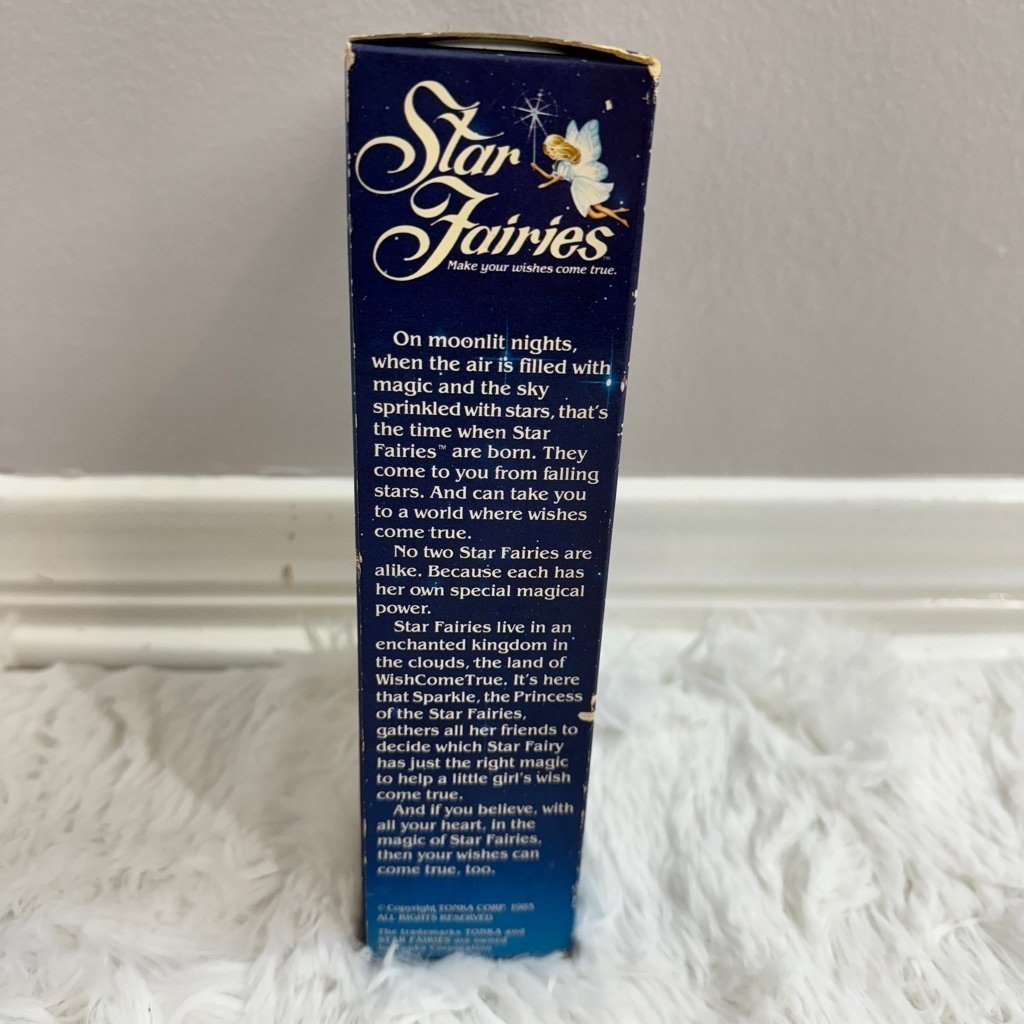 Star
Fairies™
Make your wishes come true.
On moonlit nights,
when the air is filled with
magic and the sky
sprinkled with stars, that's
the time when Star
Fairies™ are born. They
come to you from falling
stars. And can take you
to a world where wishes
come true.
No two Star Fairies are
alike. Because each has
her own special magical
power.
Star Fairies live in an
enchanted kingdom in
the clouds, the land of
WishComeTrue. It's here
that Sparkle, the Princess
of the Star Fairies,
gathers all her friends to
decide which Star Fairy
has just the right magic
to help a little girl's wish
come true.
And if you believe, with
all your heart, in the
magic of Star Fairies,
then your wishes can
come true, too.
© Copyright TONKA CORP. 1985
ALL RIGHTS RESERVED
The trademarks TONKA and
STAR FAIRIES are owned
by Tonka Corporation